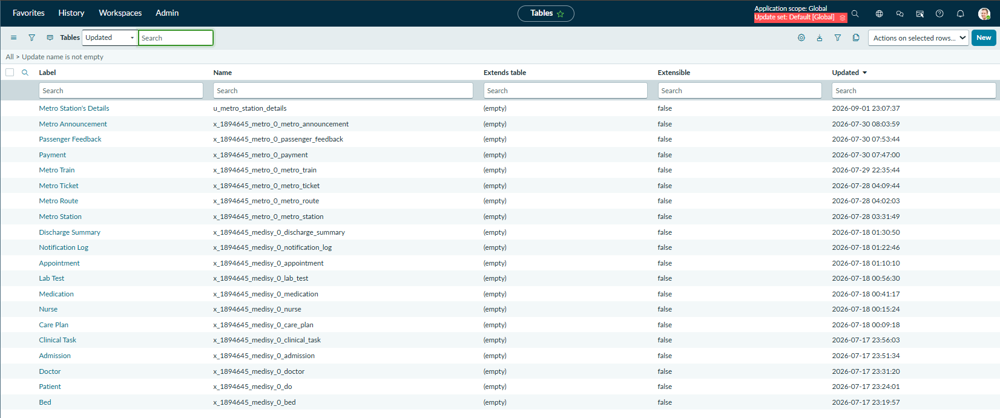 Favorites History Workspaces Admin Tables Application scope: Global
Update set: Default [Global]
Tables Updated Search Actions on selected rows... New
All > Update name is not empty
Label Name Extends table Extensible Updated
Search Search Search Search Search
Metro Station's Details u_metro_station_details (empty) false 2026-09-01 23:07:37
Metro Announcement x_1894645_metro_0_metro_announcement (empty) false 2026-07-30 08:03:59
Passenger Feedback x_1894645_metro_0_passenger_feedback (empty) false 2026-07-30 07:53:44
Payment x_1894645_metro_0_payment (empty) false 2026-07-30 07:47:00
Metro Train x_1894645_metro_0_metro_train (empty) false 2026-07-29 22:35:44
Metro Ticket x_1894645_metro_0_metro_ticket (empty) false 2026-07-28 04:09:44
Metro Route x_1894645_metro_0_metro_route (empty) false 2026-07-28 04:02:03
Metro Station x_1894645_metro_0_metro_station (empty) false 2026-07-28 03:31:49
Discharge Summary x_1894645_medisy_0_discharge_summary (empty) false 2026-07-18 01:30:50
Notification Log x_1894645_medisy_0_notification_log (empty) false 2026-07-18 01:22:46
Appointment x_1894645_medisy_0_appointment (empty) false 2026-07-18 01:10:10
Lab Test x_1894645_medisy_0_lab_test (empty) false 2026-07-18 00:56:30
Medication x_1894645_medisy_0_medication (empty) false 2026-07-18 00:41:17
Nurse x_1894645_medisy_0_nurse (empty) false 2026-07-18 00:15:24
Care Plan x_1894645_medisy_0_care_plan (empty) false 2026-07-18 00:09:18
Clinical Task x_1894645_medisy_0_clinical_task (empty) false 2026-07-17 23:56:03
Admission x_1894645_medisy_0_admission (empty) false 2026-07-17 23:51:34
Doctor x_1894645_medisy_0_doctor (empty) false 2026-07-17 23:31:20
Patient x_1894645_medisy_0_do (empty) false 2026-07-17 23:24:01
Bed x_1894645_medisy_0_bed (empty) false 2026-07-17 23:19:57